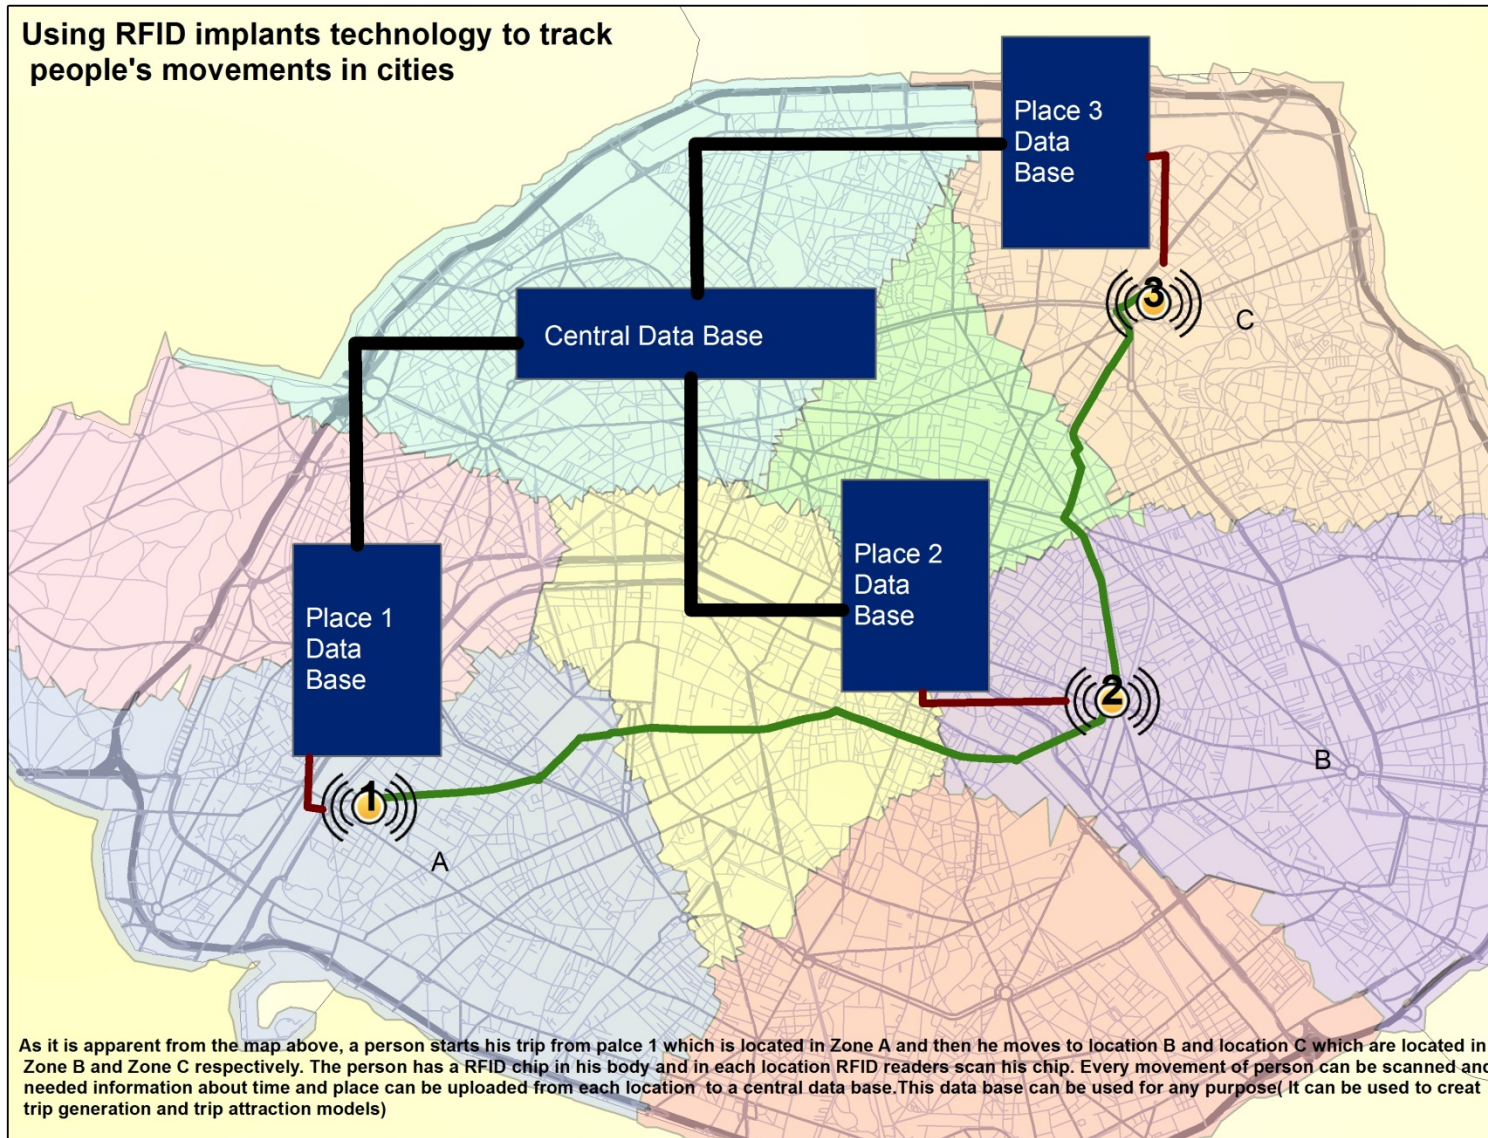 Using RFID implants technology to track
people's movements in cities
Place 3
Data
Base
Central Data Base
3
C
Place 2
Data
Base
Place 1
Data
Base
2
B
1
A
As it is apparent from the map above, a person starts his trip from palce 1 which is located in Zone A and then he moves to location B and location C which are located in
Zone B and Zone C respectively. The person has a RFID chip in his body and in each location RFID readers scan his chip. Every movement of person can be scanned and
needed information about time and place can be uploaded from each location to a central data base.This data base can be used for any purpose( It can be used to creat
trip generation and trip attraction models)